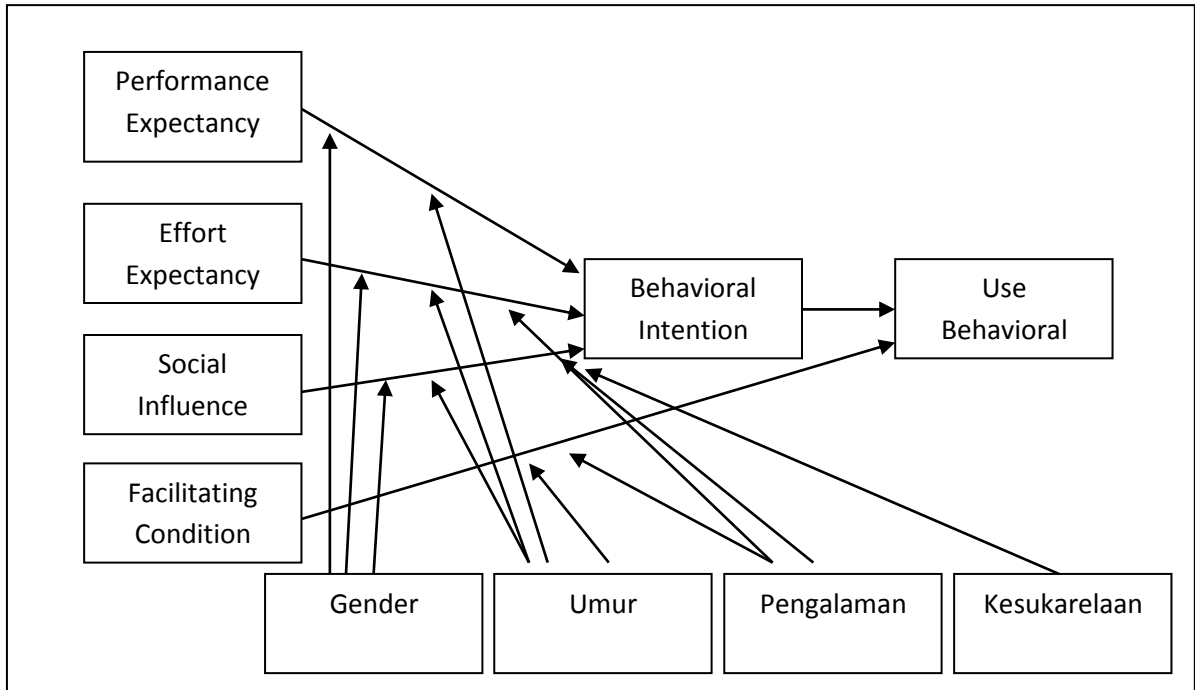 Performance
Expectancy
Effort
Expectancy
Social
Influence
Facilitating
Condition
Behavioral
Intention
Use
Behavioral
Gender
Umur
Pengalaman
Kesukarelaan